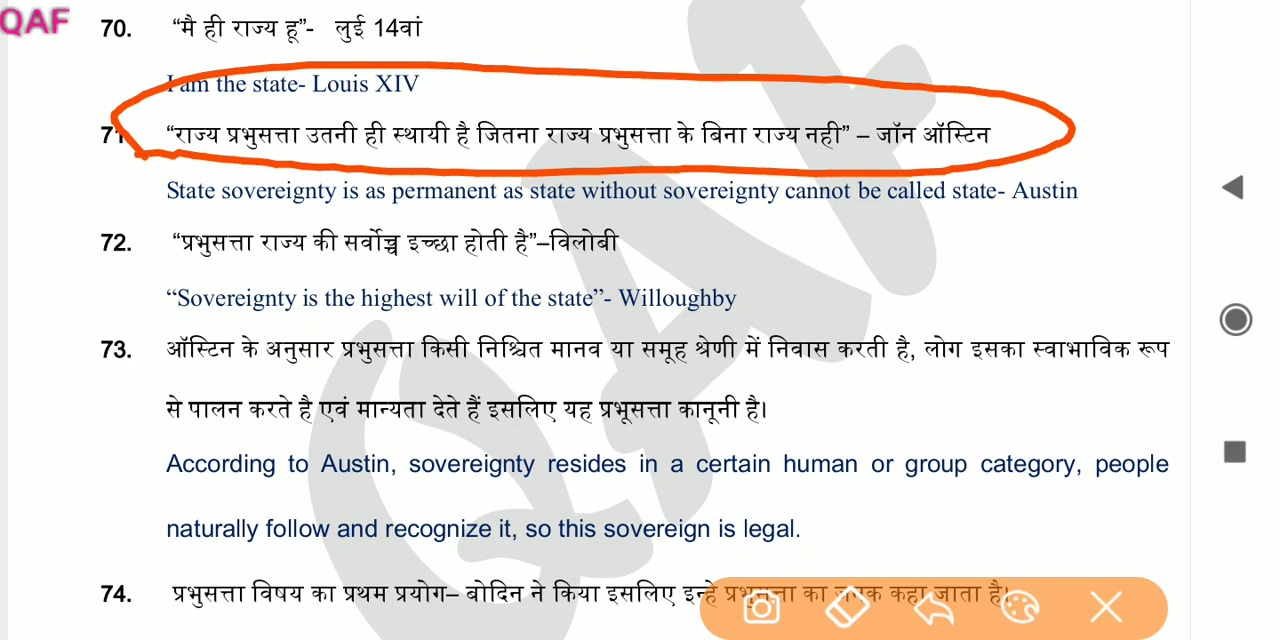 QAF
70. “मै ही राज्य हू”- लुई 14वां
I am the state- Louis XIV
71. “राज्य प्रभुसत्ता उतनी ही स्थायी है जितना राज्य प्रभुसत्ता के बिना राज्य नही” – जॉन ऑस्टिन
State sovereignty is as permanent as state without sovereignty cannot be called state- Austin
72. “प्रभुसत्ता राज्य की सर्वोच्च इच्छा होती है”–विलोबी
“Sovereignty is the highest will of the state”- Willoughby
73. ऑस्टिन के अनुसार प्रभुसत्ता किसी निश्चित मानव या समूह श्रेणी में निवास करती है, लोग इसका स्वाभाविक रूप
से पालन करते है एवं मान्यता देते हैं इसलिए यह प्रभूसत्ता कानूनी है।
According to Austin, sovereignty resides in a certain human or group category, people
naturally follow and recognize it, so this sovereign is legal.
74. प्रभुसत्ता विषय का प्रथम प्रयोग– बोदिन ने किया इसलिए इन्हे प्रभुसत्ता का जनक कहा जाता है।